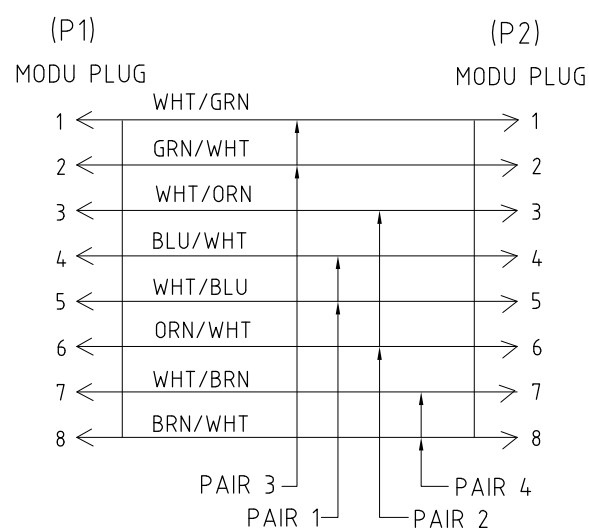 (P1) (P2)
MODU PLUG MODU PLUG
1 WHT/GRN 1
2 GRN/WHT 2
3 WHT/ORN 3
4 BLU/WHT 4
5 WHT/BLU 5
6 ORN/WHT 6
7 WHT/BRN 7
8 BRN/WHT 8
PAIR 3 PAIR 4
PAIR 1 PAIR 2